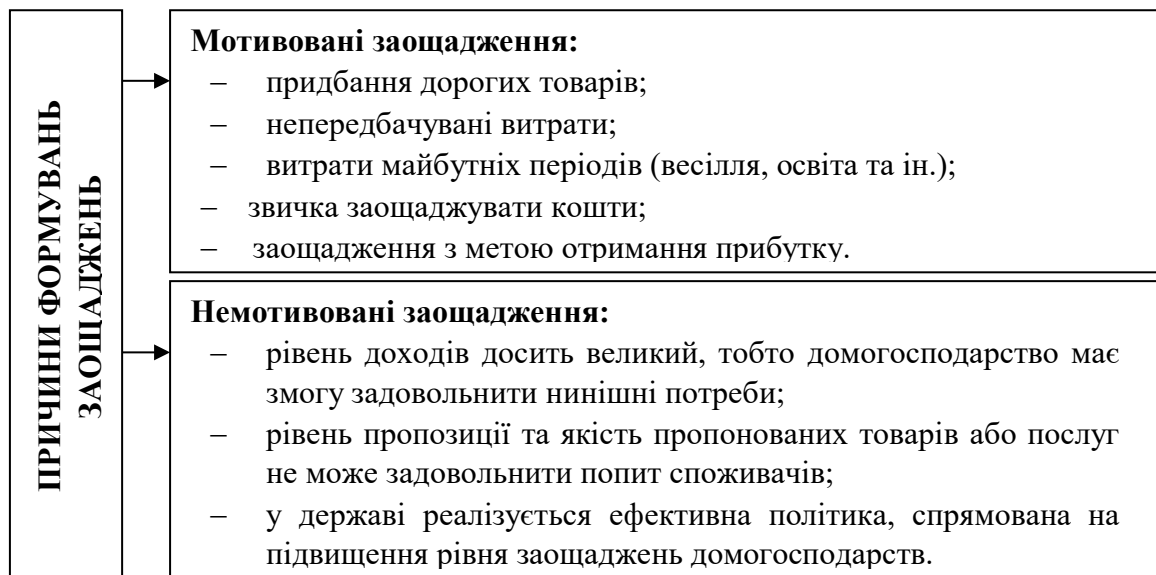 ПРИЧИНИ ФОРМУВАНЬ
ЗАОЩАДЖЕНЬ
Мотивовані заощадження:
– придбання дорогих товарів;
– непередбачувані витрати;
– витрати майбутніх періодів (весілля, освіта та ін.);
– звичка заощаджувати кошти;
– заощадження з метою отримання прибутку.
Немотивовані заощадження:
– рівень доходів досить великий, тобто домогосподарство має
змогу задовольнити нинішні потреби;
– рівень пропозиції та якість пропонованих товарів або послуг
не може задовольнити попит споживачів;
– у державі реалізується ефективна політика, спрямована на
підвищення рівня заощаджень домогосподарств.